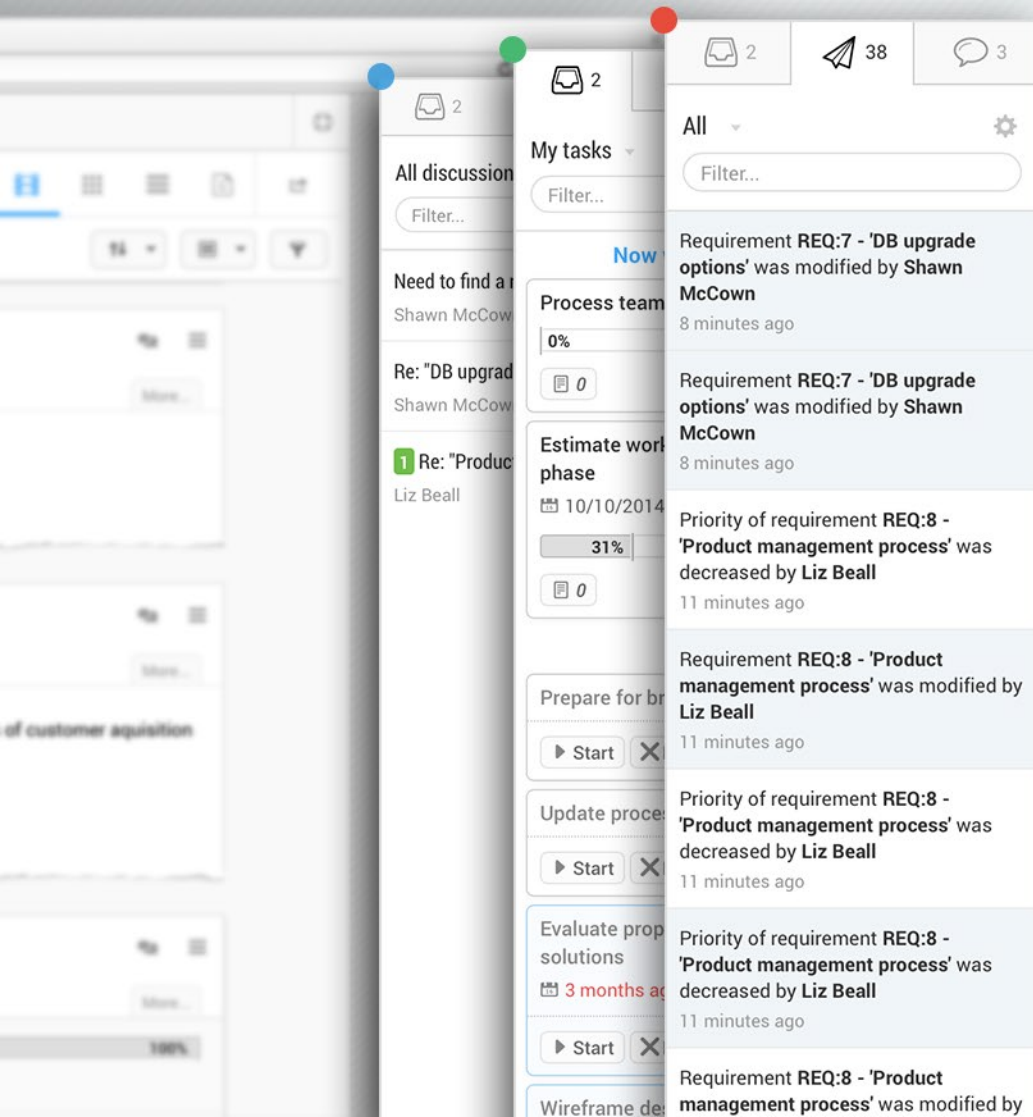 More...
More...
of customer aquisition
More...
100%
2
All discussion
Filter...
Need to find a
Shawn McCow
Re: "DB upgrad
Shawn McCow
1 Re: "Produc
Liz Beall
2
My tasks
Filter...
Now
Process team
0%
0
Estimate work
phase
10/10/2014
31%
0
Prepare for br
Start
Update proce
Start
Evaluate prop
solutions
3 months ag
Start
Wireframe de
2
38
3
All
Filter...
Requirement REQ:7 - 'DB upgrade
options' was modified by Shawn
McCown
8 minutes ago
Requirement REQ:7 - 'DB upgrade
options' was modified by Shawn
McCown
8 minutes ago
Priority of requirement REQ:8 -
'Product management process' was
decreased by Liz Beall
11 minutes ago
Requirement REQ:8 - 'Product
management process' was modified by
Liz Beall
11 minutes ago
Priority of requirement REQ:8 -
'Product management process' was
decreased by Liz Beall
11 minutes ago
Priority of requirement REQ:8 -
'Product management process' was
decreased by Liz Beall
11 minutes ago
Requirement REQ:8 - 'Product
management process' was modified by